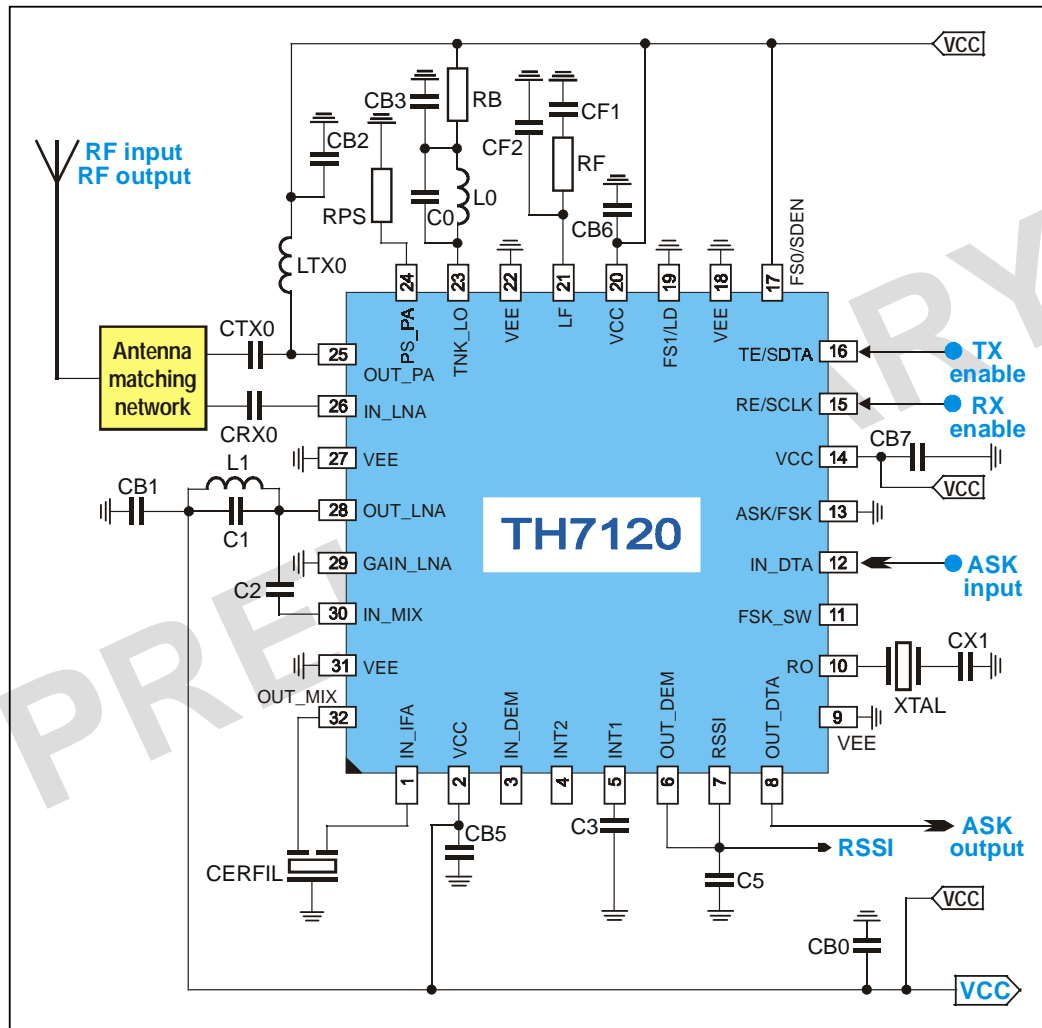 VCC
CB3
RB
CF1
CB2
CF2
RF
RF input
RF output
RPS
C0
L0
CB6
FS0/SDEN
LTX0
24
23
22
21
20
19
18
17
PS_PA
TNK_LO
VEE
LF
VCC
FS1/LD
VEE
CTX0
Antenna
matching
network
25
OUT_PA
TE/SDTA
16
TX
enable
26
IN_LNA
RE/SCLK
15
RX
enable
CRX0
27
VEE
VCC
14
CB7
VCC
L1
CB1
C1
28
OUT_LNA
ASK/FSK
13
TH7120
29
GAIN_LNA
IN_DTA
12
ASK
input
C2
30
IN_MIX
FSK_SW
11
31
VEE
RO
10
CX1
XTAL
OUT_MIX
32
9
VEE
IN_IFA
VCC
IN_DEM
INT2
INT1
OUT_DEM
RSSI
OUT_DTA
1
2
3
4
5
6
7
8
CERFIL
CB5
C3
C5
RSSI
ASK
output
VCC
CB0
VCC
PRELIMINARY